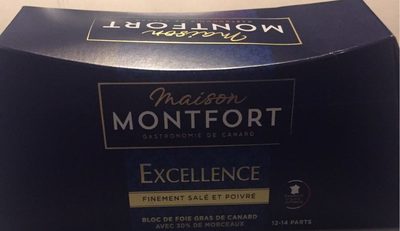 maison
MONTFORT
maison
MONTFORT
GASTRONOMIE DE CANARD
EXCELLENCE
FINEMENT SALÉ ET POIVRÉ
BLOC DE FOIE GRAS DE CANARD
AVEC 30% DE MORCEAUX
12-14 PARTS